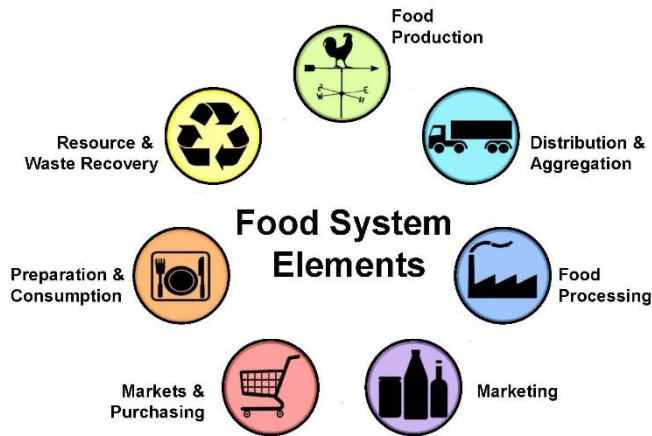 Food
Production
Resource &
Waste Recovery
Distribution &
Aggregation
Food System
Elements
Preparation &
Consumption
Food
Processing
Markets &
Purchasing
Marketing